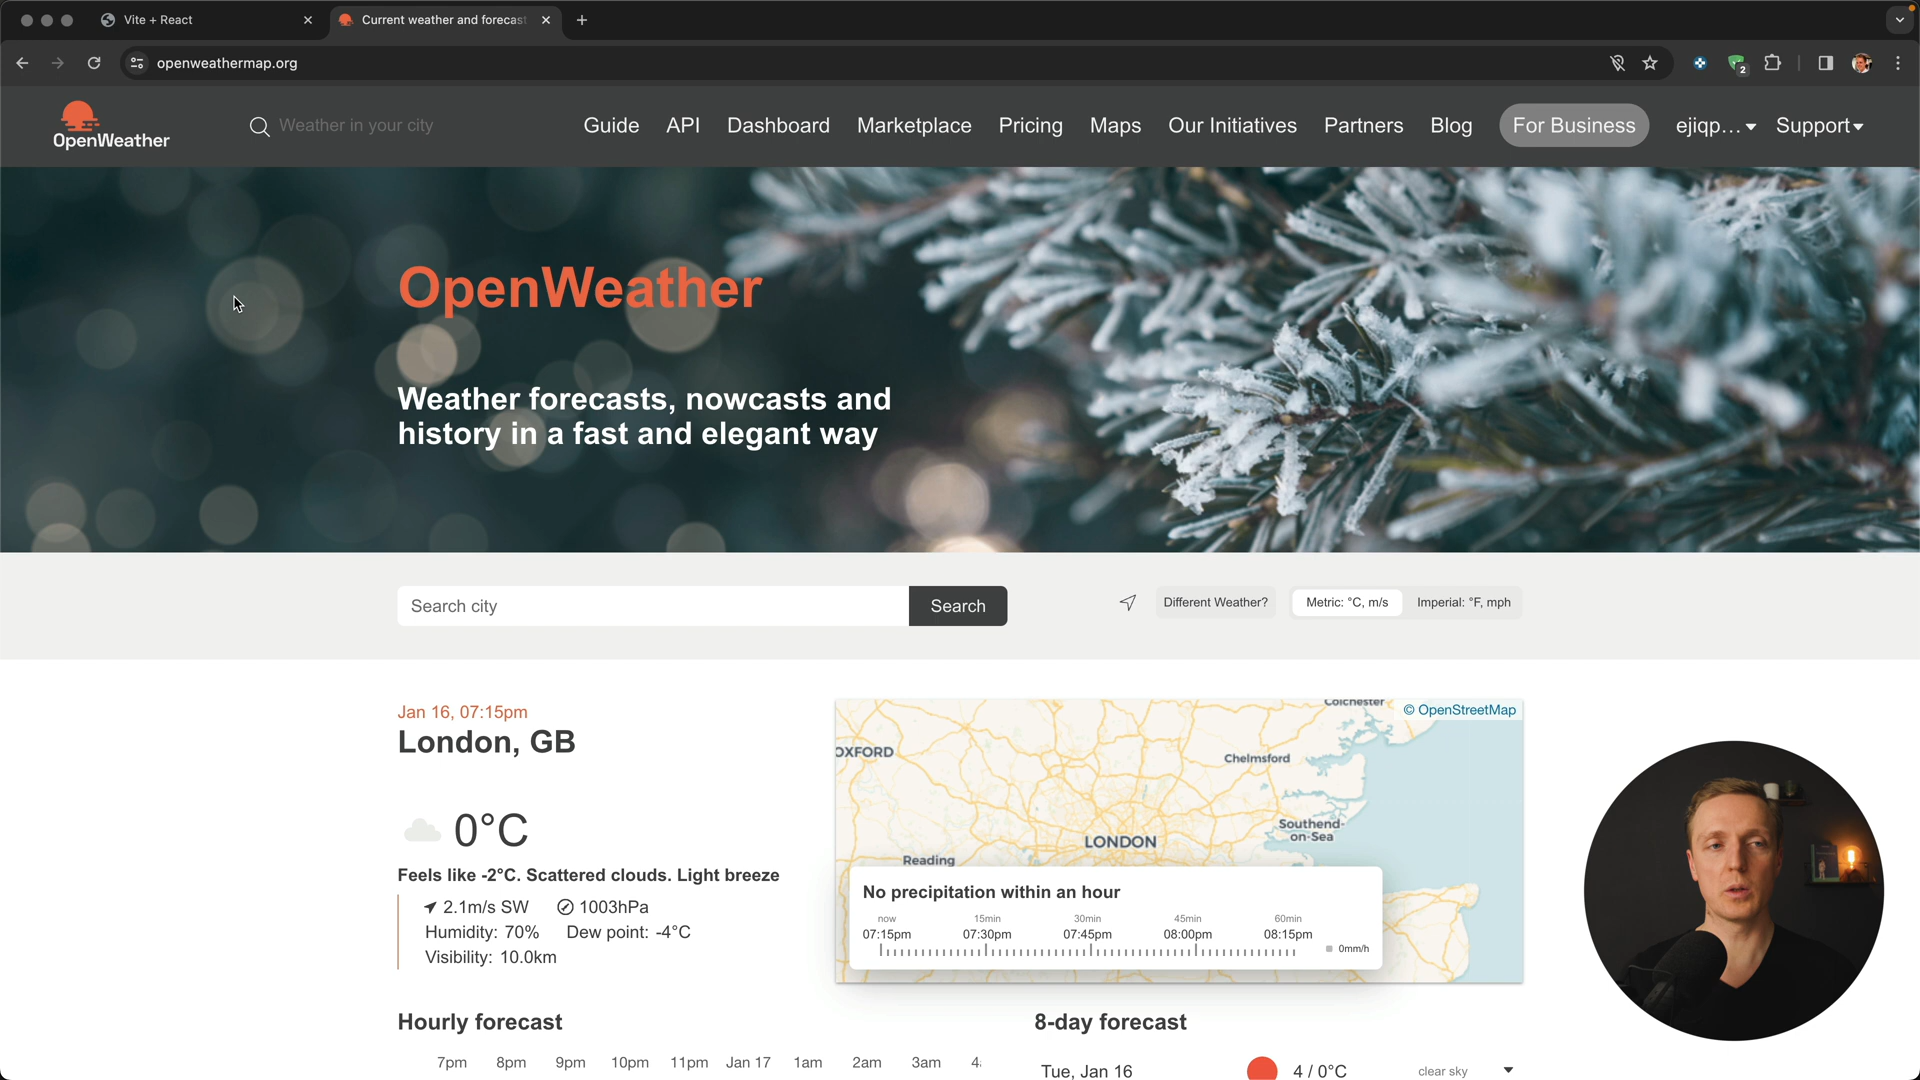 Vite + React
Current weather and forecast
openweathermap.org
2
OpenWeather
Weather in your city
Guide
API
Dashboard
Marketplace
Pricing
Maps
Our Initiatives
Partners
Blog
For Business
ejiqp...
Support
OpenWeather
Weather forecasts, nowcasts and
history in a fast and elegant way
Search city
Search
Different Weather?
Metric: °C, m/s
Imperial: °F, mph
Jan 16, 07:15pm
London, GB
0°C
Feels like -2°C. Scattered clouds. Light breeze
2.1m/s SW 1003hPa
Humidity: 70% Dew point: -4°C
Visibility: 10.0km
Colchester
© OpenStreetMap
OXFORD
Chelmsford
Southend-
on-Sea
LONDON
Reading
No precipitation within an hour
now 15min 30min 45min 60min
07:15pm 07:30pm 07:45pm 08:00pm 08:15pm
0mm/h
Hourly forecast
7pm 8pm 9pm 10pm 11pm Jan 17 1am 2am 3am 4
8-day forecast
Tue, Jan 16 4 / 0°C clear sky